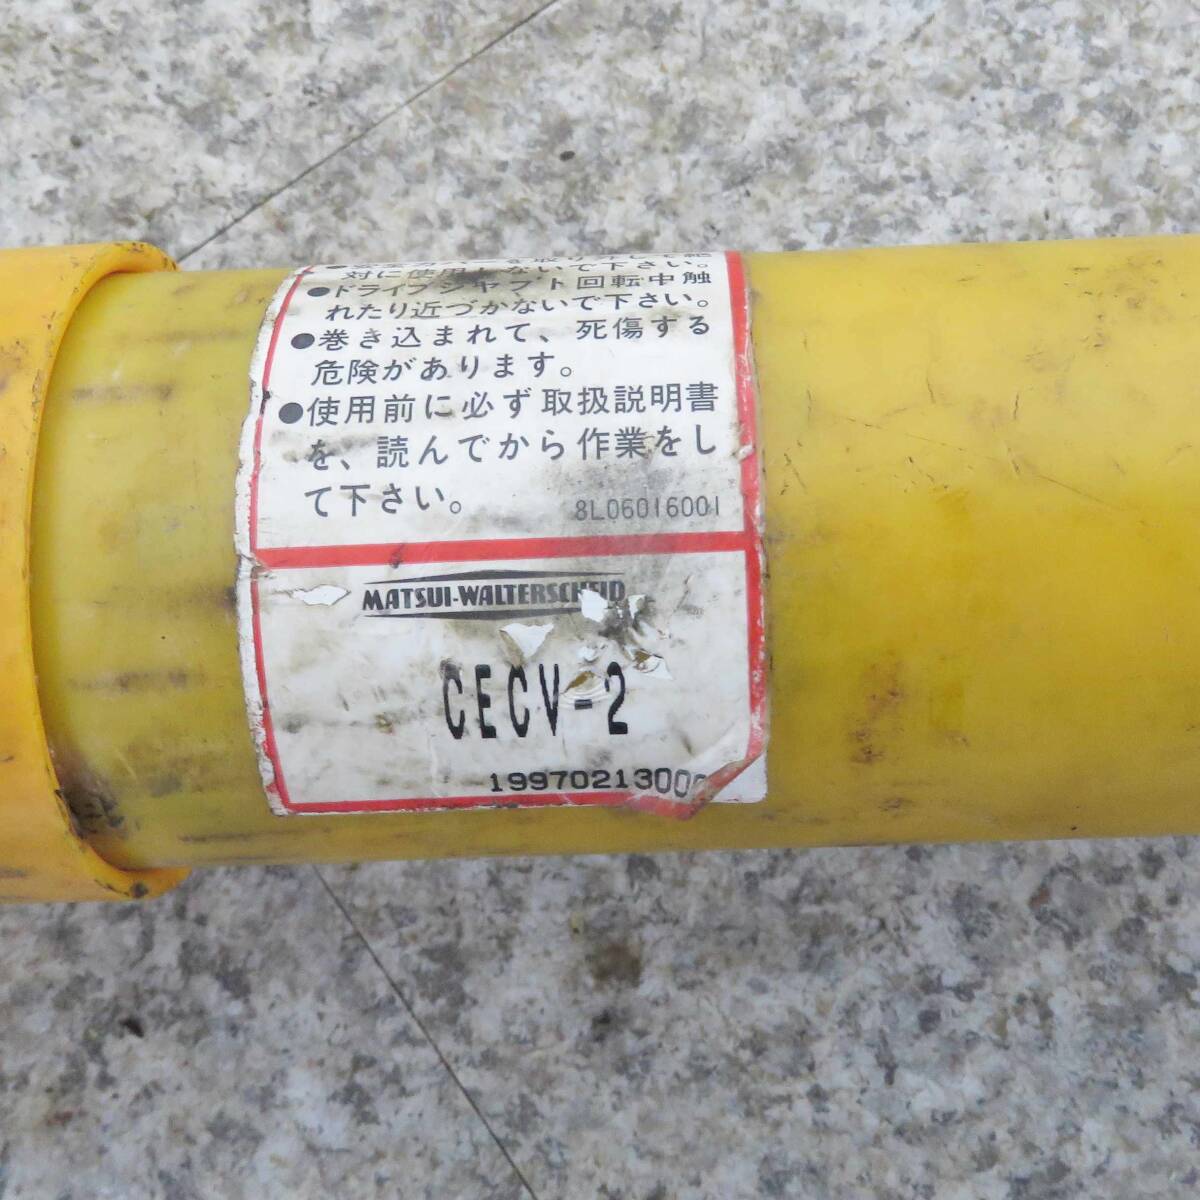 対に使用しないで下さい。
●ドライブシャフト回転中触
れたり近づかないで下さい。
●巻き込まれて、死傷する
危険があります。
●使用前に必ず取扱説明書
を、読んでから作業をし
て下さい。
8L06016001
MATSUI-WALTERSCHEID
CECV-2
1997021300